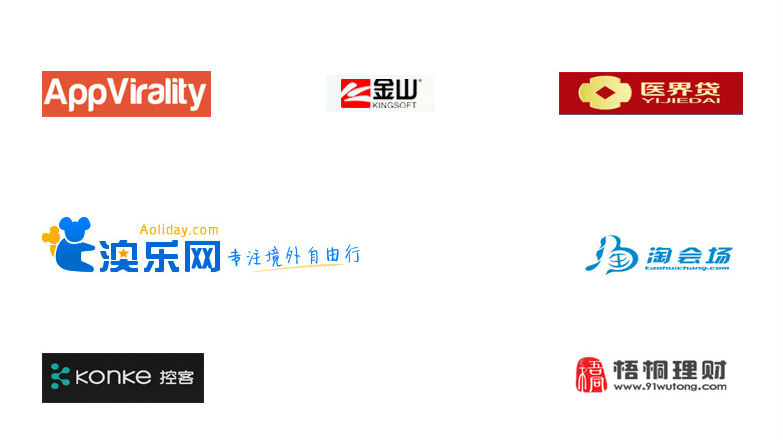 AppVirality
金山®
KINGSOFT
医界贷
YIJIEDAI
Aoliday.com
澳乐网 专注境外自由行
淘会场
taohuichang.com
konke 控客
梧桐理财
www.91wutong.com